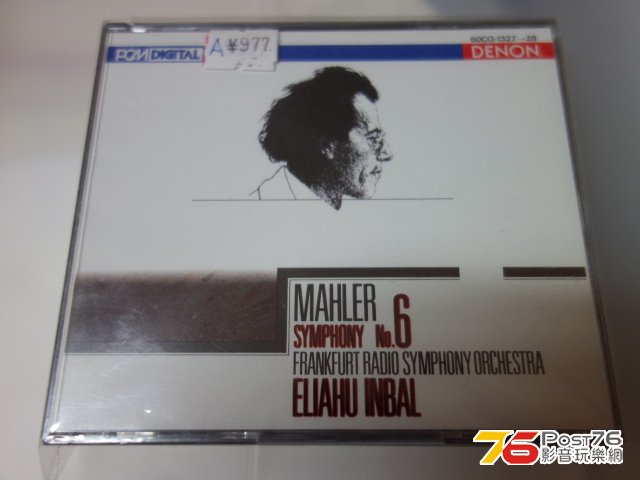 60CO-1327→28
PCM DIGITAL
A ¥977.
DENON
MAHLER
SYMPHONY No.6
FRANKFURT RADIO SYMPHONY ORCHESTRA
ELIAHU INBAL
76 Post76
影音玩樂網